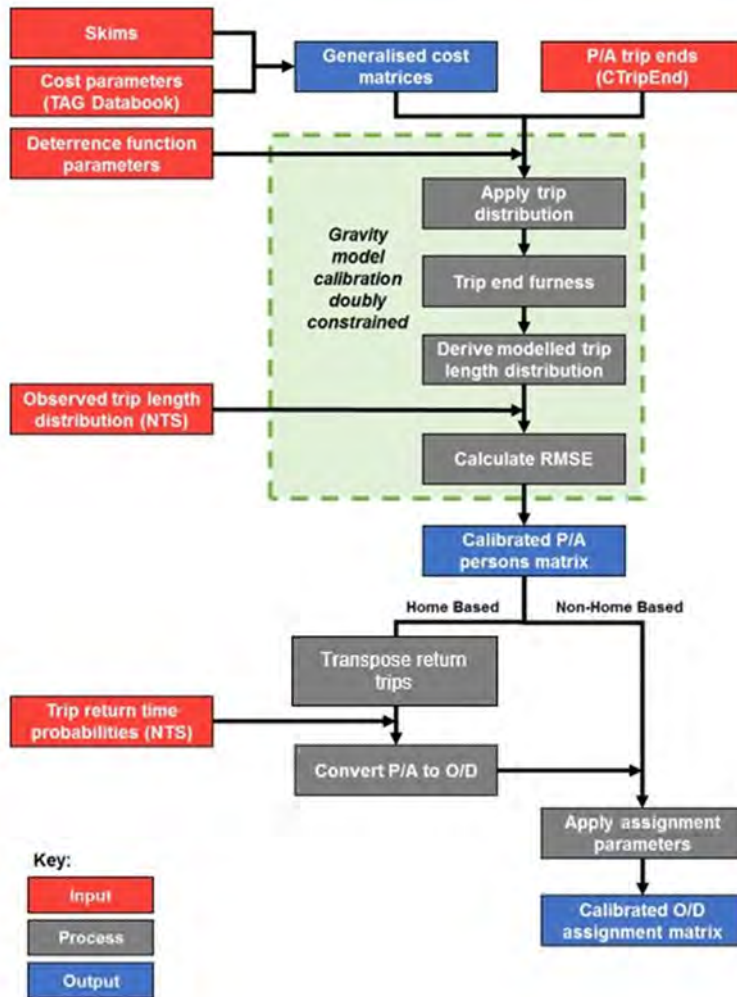 Skims
Generalised cost
matrices
P/A trip ends
(CTripEnd)
Cost parameters
(TAG Databook)
Deterrence function
parameters
Apply trip
distribution
Gravity
model
calibration
doubly
constrained
Trip end furness
Derive modelled trip
length distribution
Observed trip length
distribution (NTS)
Calculate RMSE
Calibrated P/A
persons matrix
Home Based
Non-Home Based
Transpose return
trips
Trip return time
probabilities (NTS)
Convert P/A to O/D
Apply assignment
parameters
Calibrated O/D
assignment matrix
Key:
Input
Process
Output